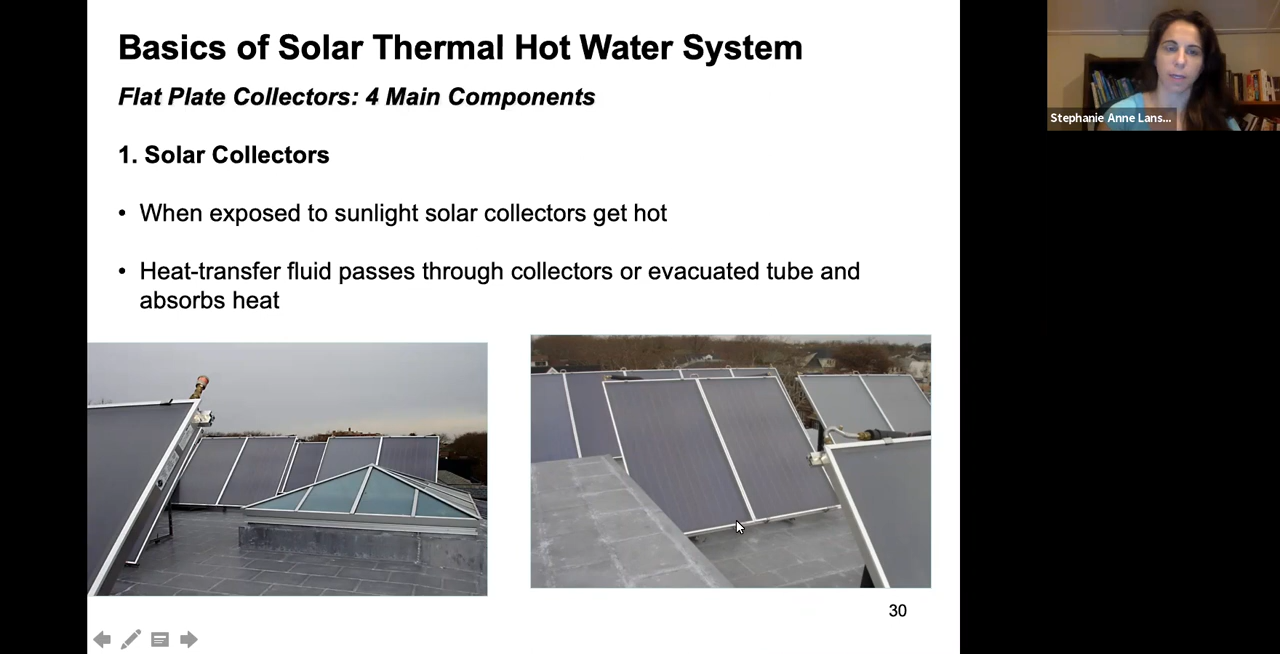 Basics of Solar Thermal Hot Water System
Flat Plate Collectors: 4 Main Components
1. Solar Collectors
• When exposed to sunlight solar collectors get hot
• Heat-transfer fluid passes through collectors or evacuated tube and
absorbs heat
30
Stephanie Anne Lans...